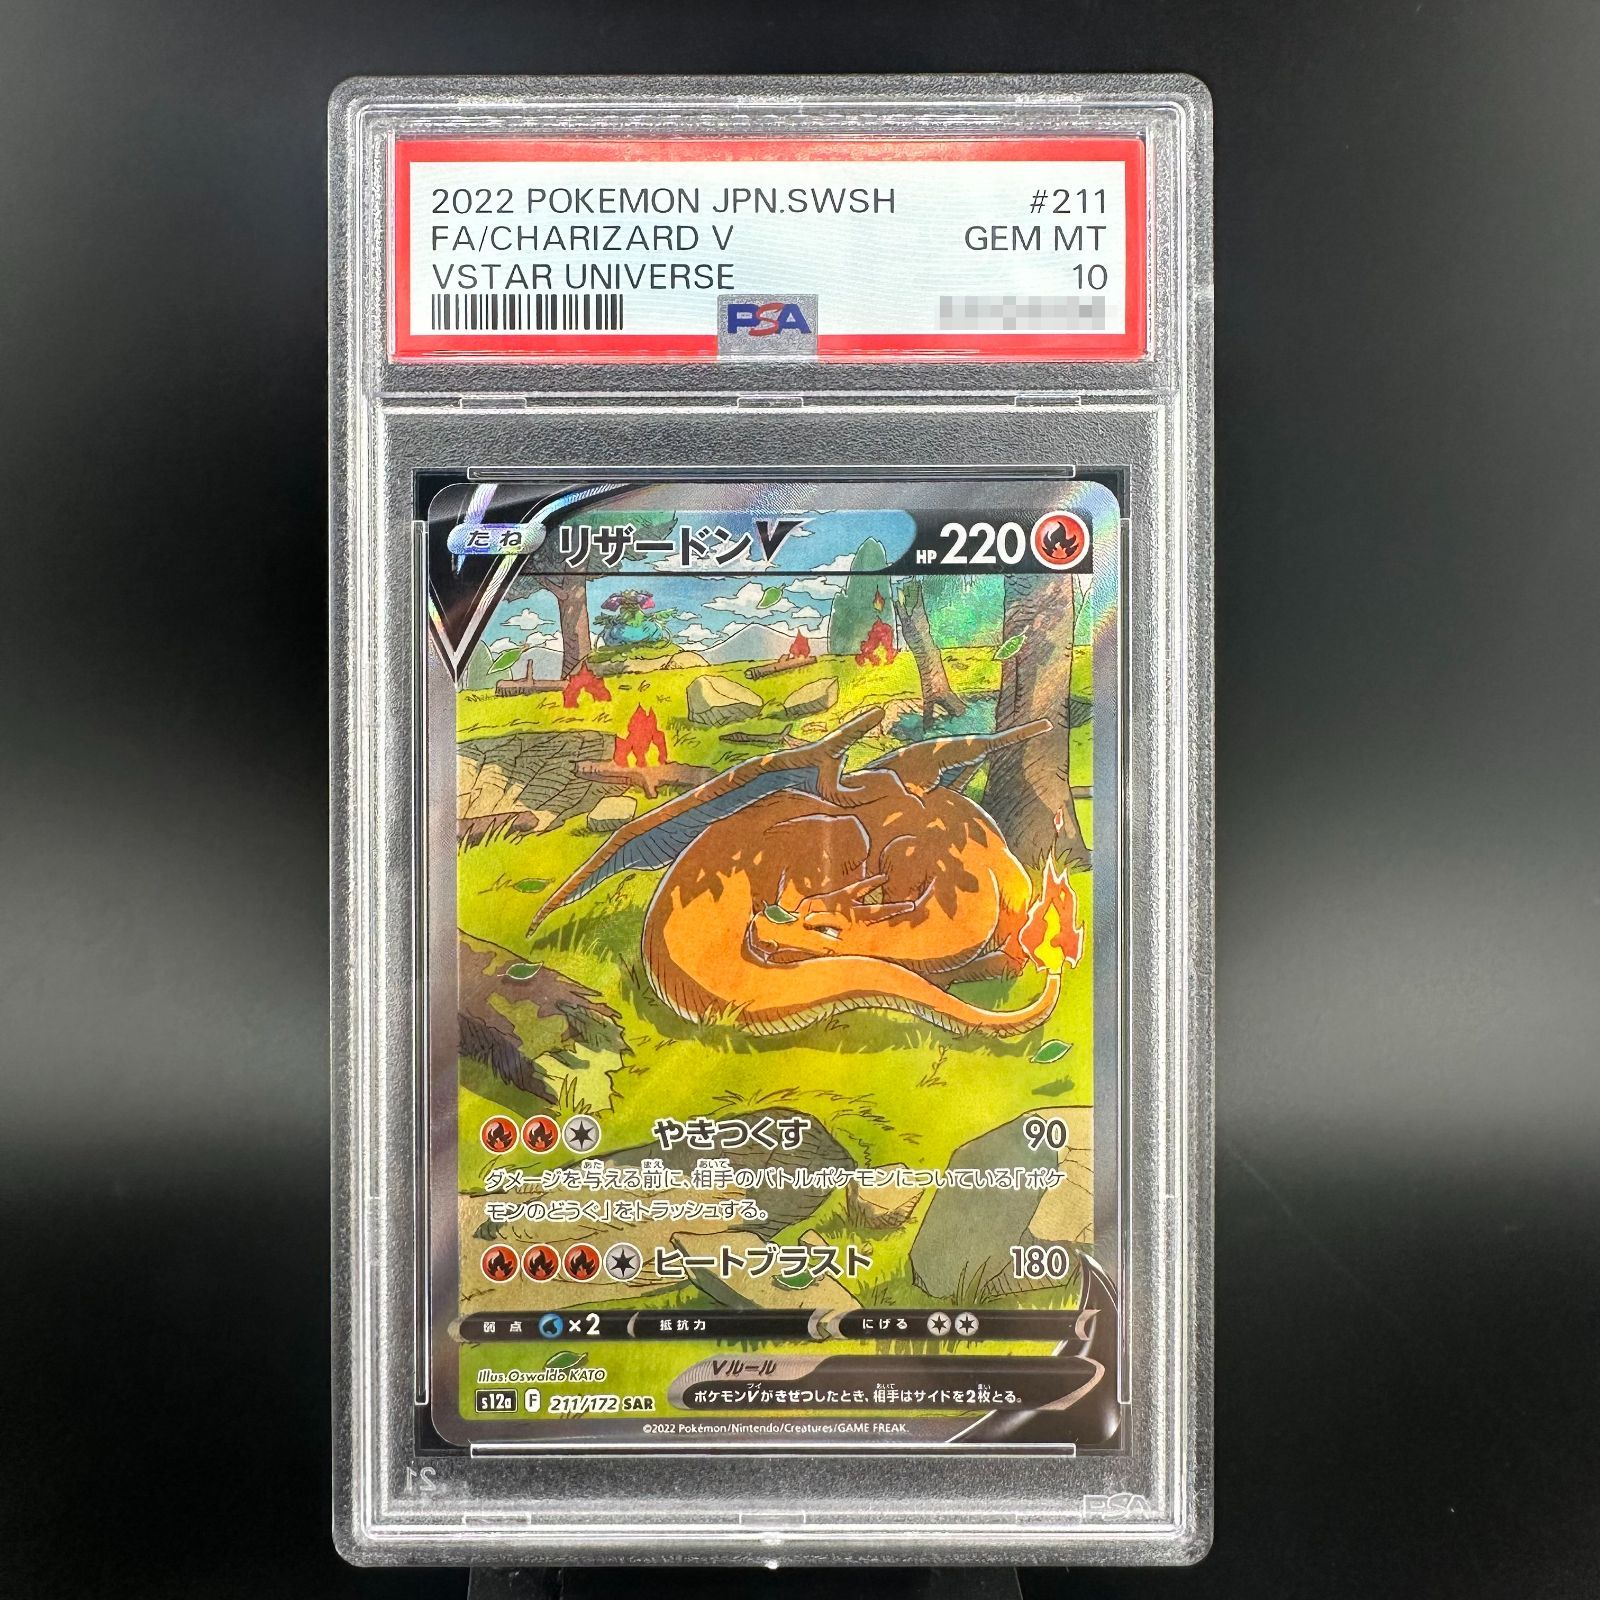 2022 POKEMON JPN.SWSH #211
FA/CHARIZARD V GEM MT
VSTAR UNIVERSE 10
PSA
たね リザードンV HP 220
やきつくす 90
ダメージを与える前に、相手のバトルポケモンについている「ポケ
モンのどうぐ」をトラッシュする。
ヒートブラスト 180
弱点 ×2 抵抗力 にげる
Illus.Oswaldo KATO
Vルール
ポケモンVがきぜつしたとき、相手はサイドを2枚とる。
s12a F 211/172 SAR
©2022 Pokémon/Nintendo/Creatures/GAME FREAK.
21
PSA